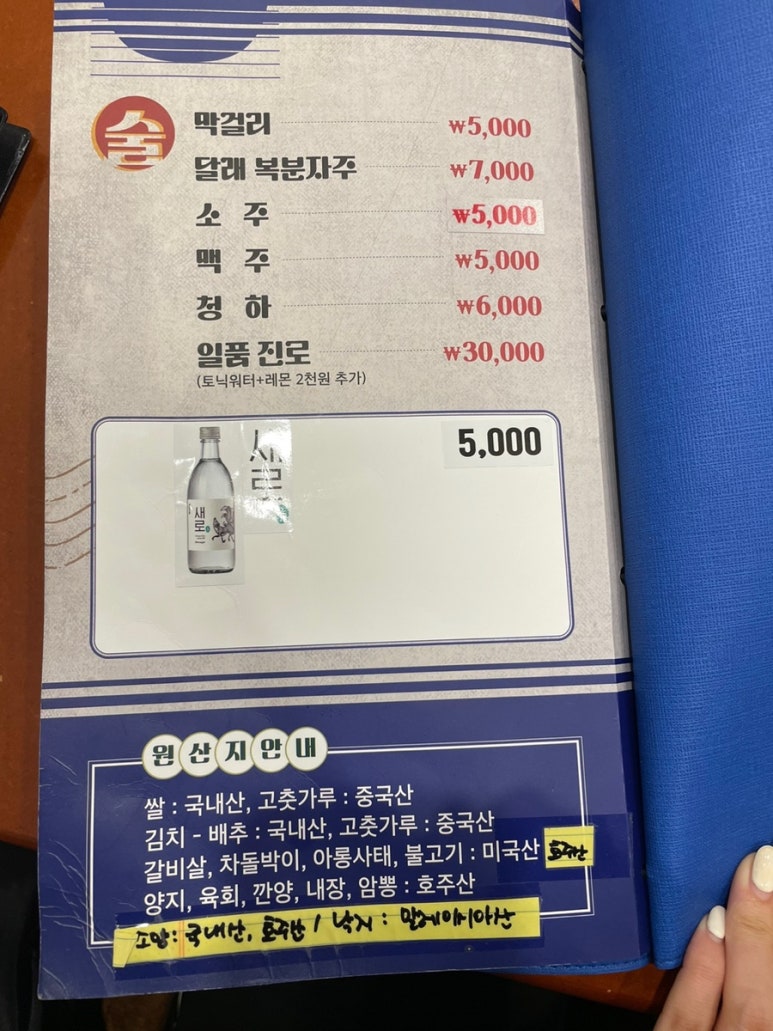 술
막걸리 ₩5,000
달래 복분자주 ₩7,000
소 주 ₩5,000
맥 주 ₩5,000
청 하 ₩6,000
일품 진로 ₩30,000
(토닉워터+레몬 2천원 추가)
새로
5,000
새로
원산지안내
쌀 : 국내산, 고춧가루 : 중국산
김치 - 배추 : 국내산, 고춧가루 : 중국산
갈비살, 차돌박이, 아롱사태, 불고기 : 미국산 호주산
양지, 육회, 깐양, 내장, 암뽕 : 호주산
국내산, 호주산 / 낙지 : 말레이시아산